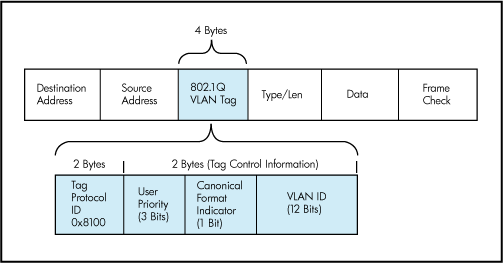 4 Bytes
Destination
Address
Source
Address
802.1Q
VLAN Tag
Type/Len
Data
Frame
Check
2 Bytes
2 Bytes (Tag Control Information)
Tag
Protocol
ID
0x8100
User
Priority
(3 Bits)
Canonical
Format
Indicator
(1 Bit)
VLAN ID
(12 Bits)